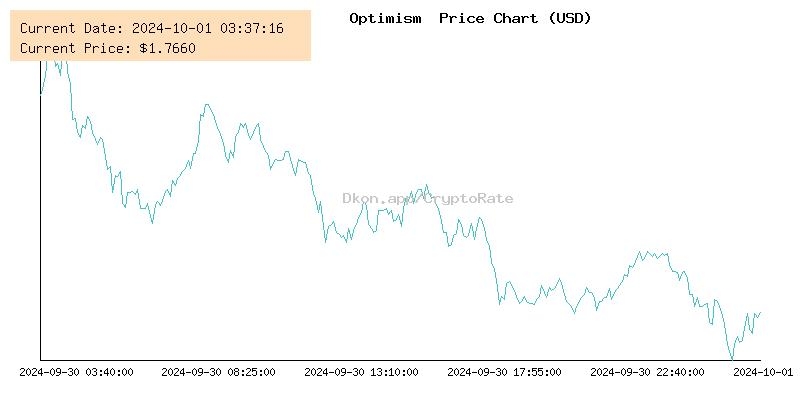 Optimism  Price Chart (USD)
Current Date: 2024-10-01 03:37:16
Current Price: $1.7660
Dkon.app/CryptoRate
2024-09-30 03:40:00 2024-09-30 08:25:00 2024-09-30 13:10:00 2024-09-30 17:55:00 2024-09-30 22:40:00 2024-10-01